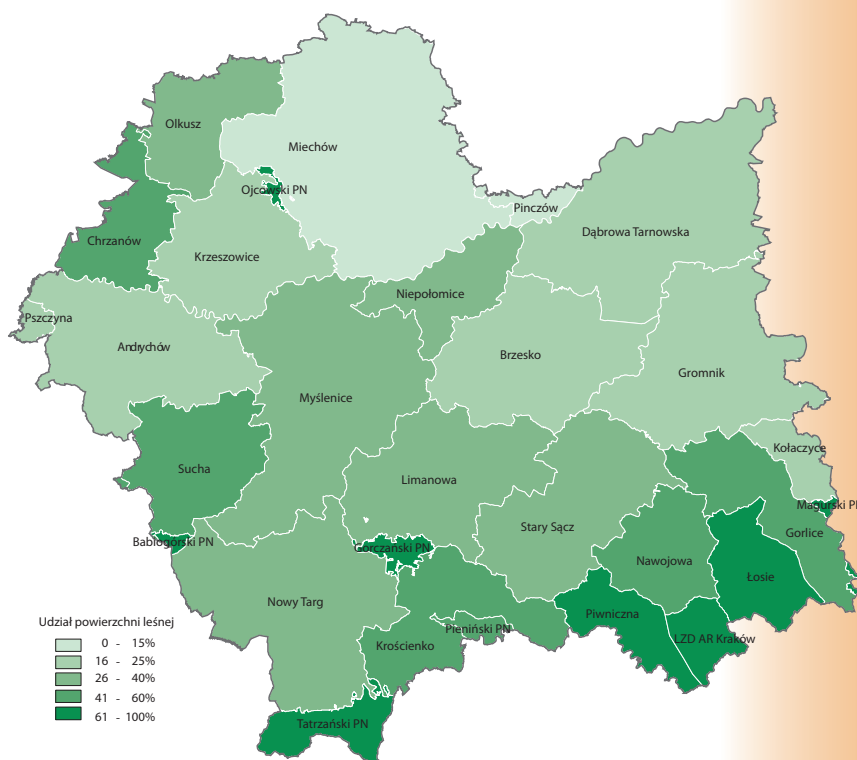 Olkusz
Miechów
Ojcowski PN
Pinczów
Dąbrowa Tarnowska
Chrzanów
Krzeszowice
Niepołomice
Pszczyna
Andrychów
Brzesko
Gromnik
Myślenice
Kołaczyce
Sucha
Limanowa
Magurski PN
Stary Sącz
Gorlice
Babiogórski PN
Gorczański PN
Nawojowa
Łosie
Nowy Targ
Piwniczna
Pieniński PN
LZD AR Kraków
Krościenko
Tatrzański PN
Udział powierzchni leśnej
0 - 15%
16 - 25%
26 - 40%
41 - 60%
61 - 100%